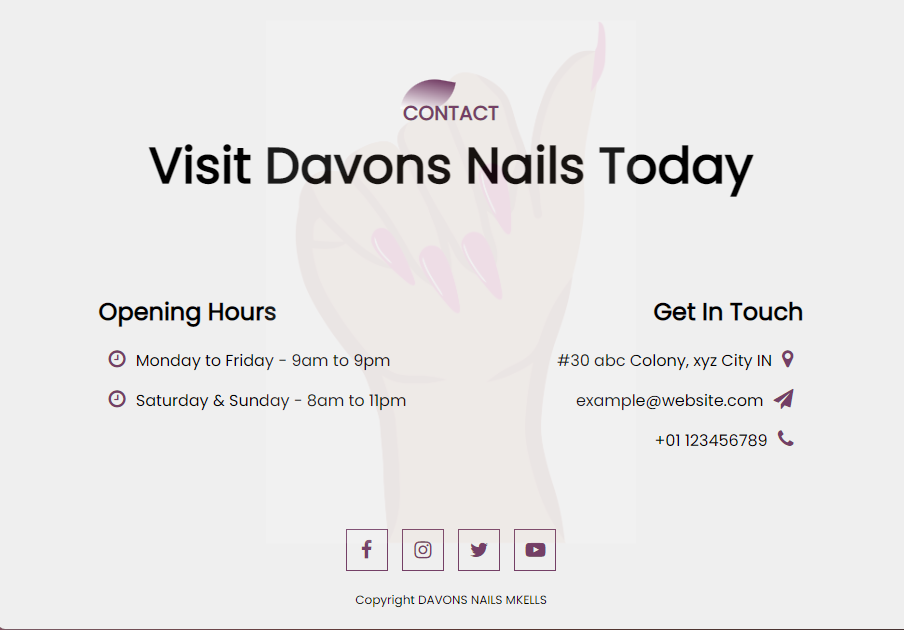 CONTACT
Visit Davons Nails Today
Opening Hours
Monday to Friday - 9am to 9pm
Saturday & Sunday - 8am to 11pm
Get In Touch
#30 abc Colony, xyz City IN
example@website.com
+01 123456789
Copyright DAVONS NAILS MKELLS